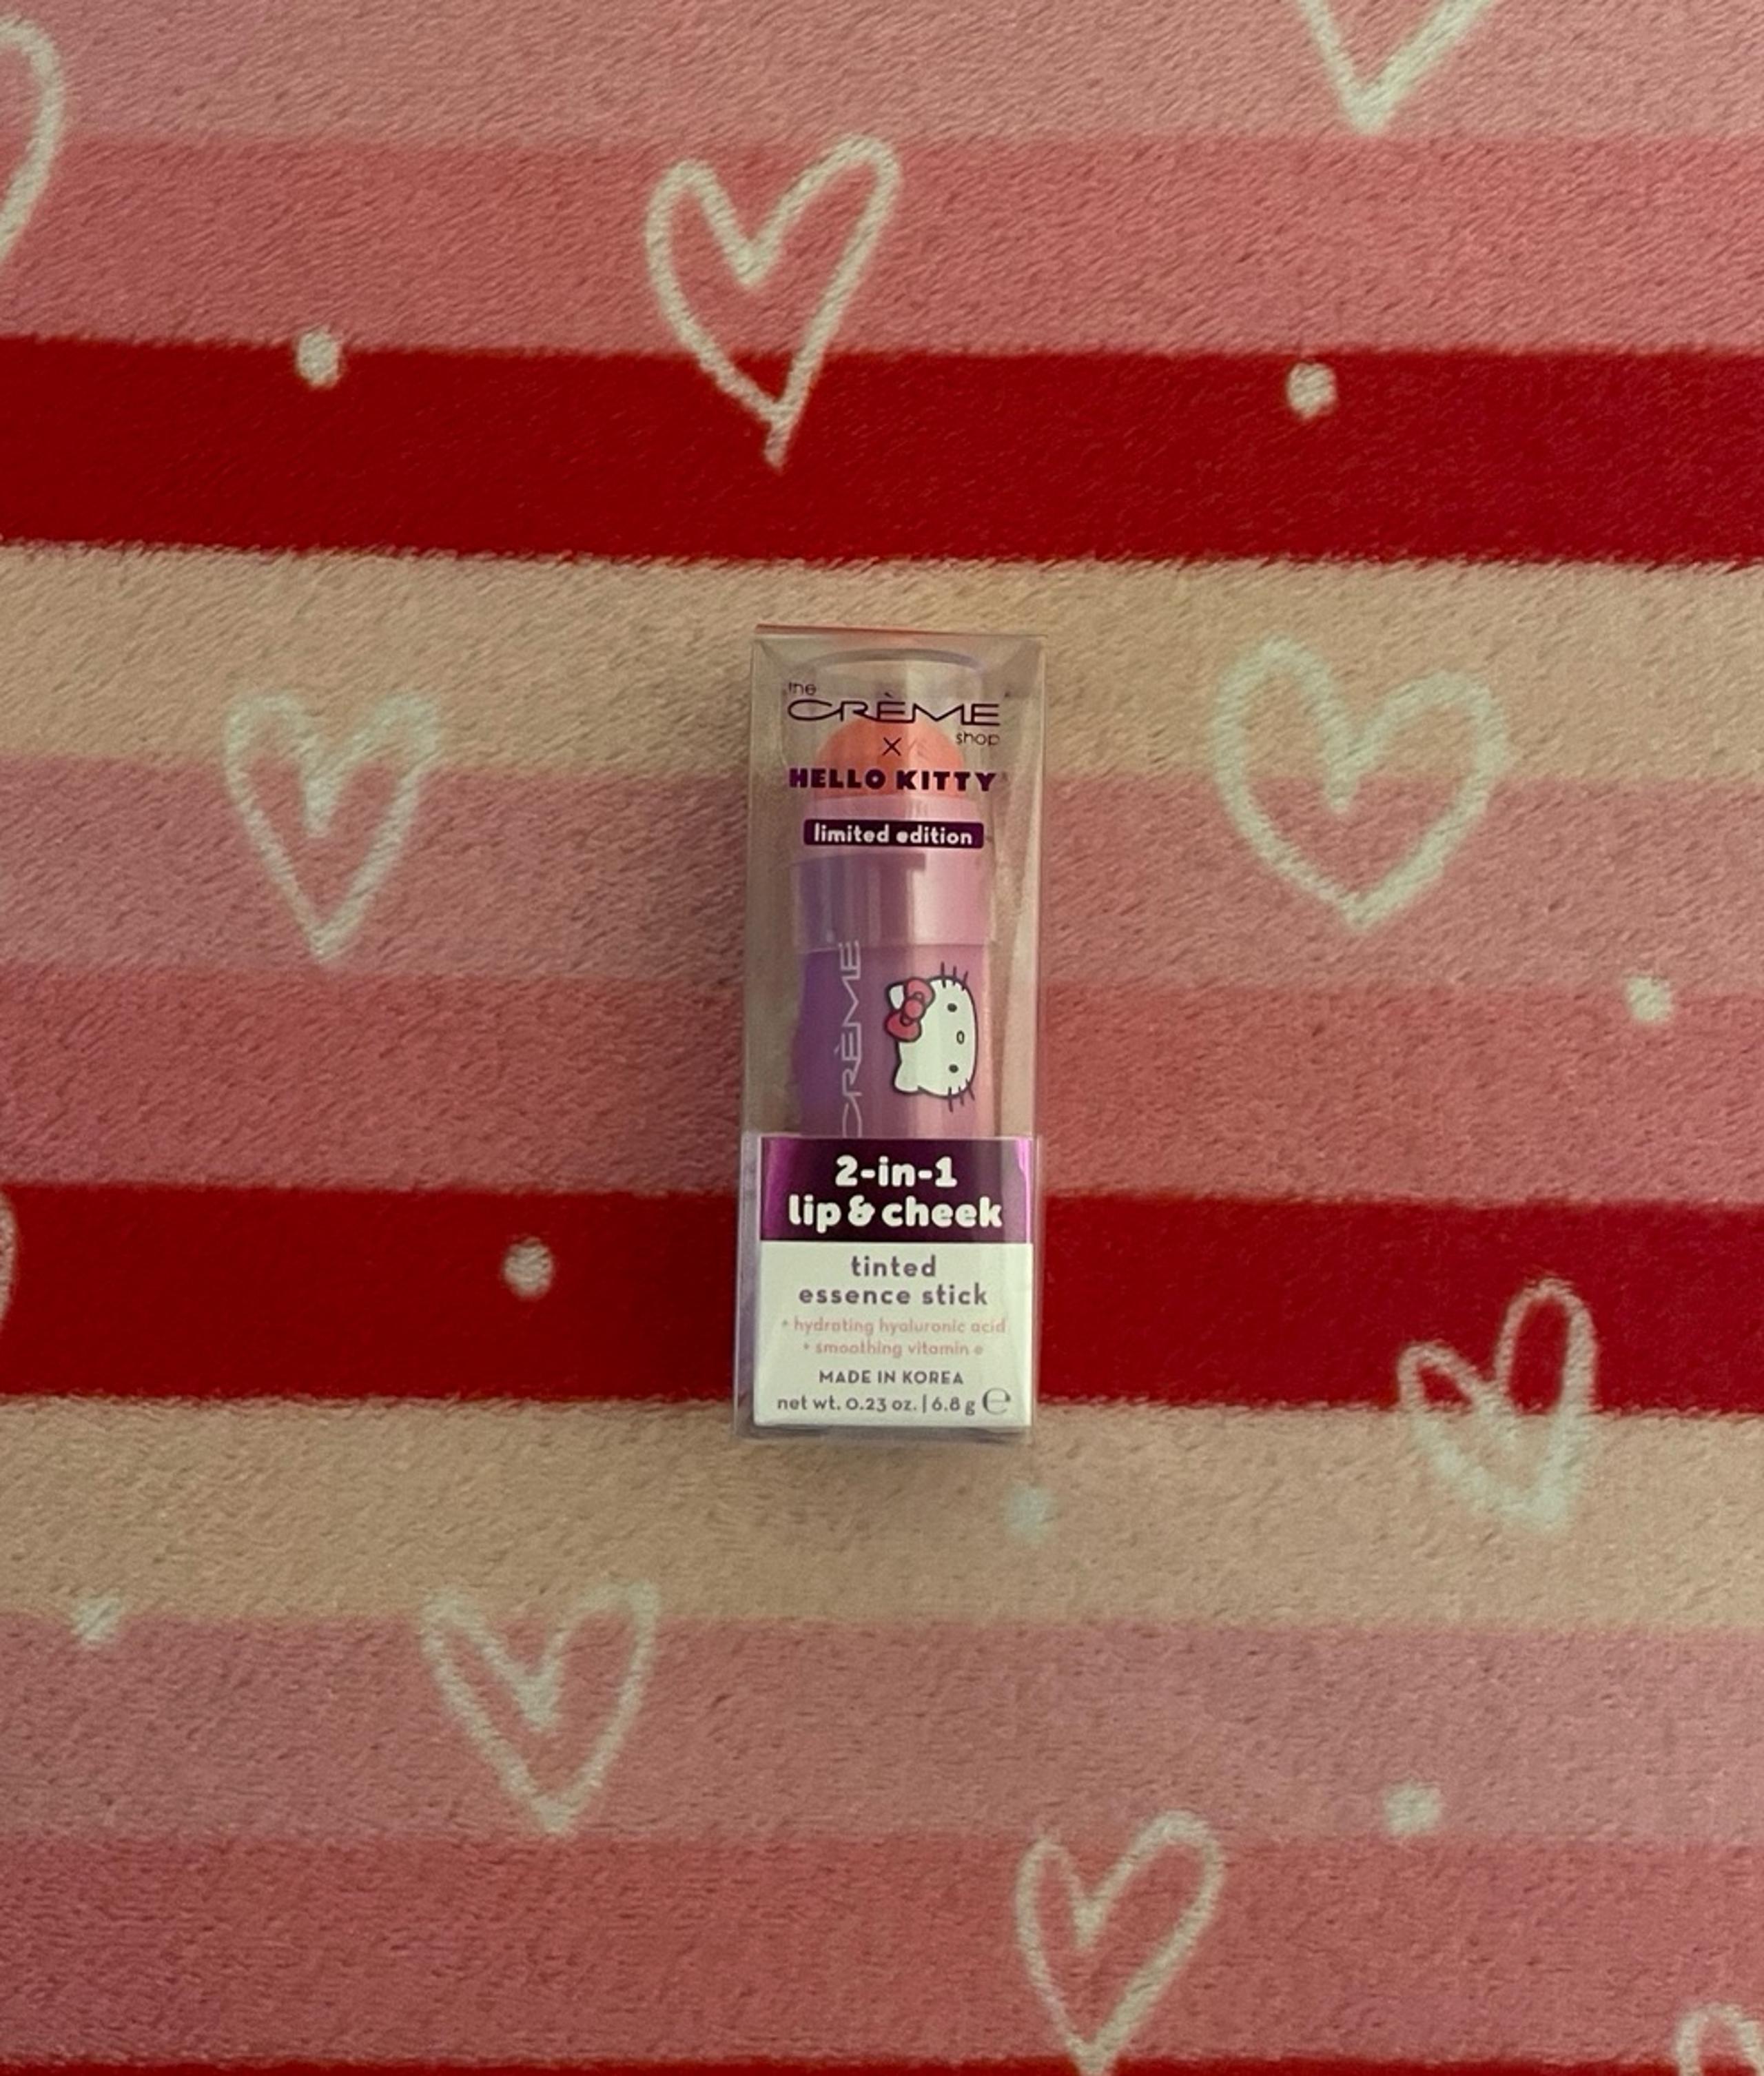 the
CRÈME
shop
X
HELLO KITTY
limited edition
CRÈME
2-in-1
lip & cheek
tinted
essence stick
+ hydrating hyaluronic acid
+ smoothing vitamin e
MADE IN KOREA
net wt. 0.23 oz. | 6.8 g ℮